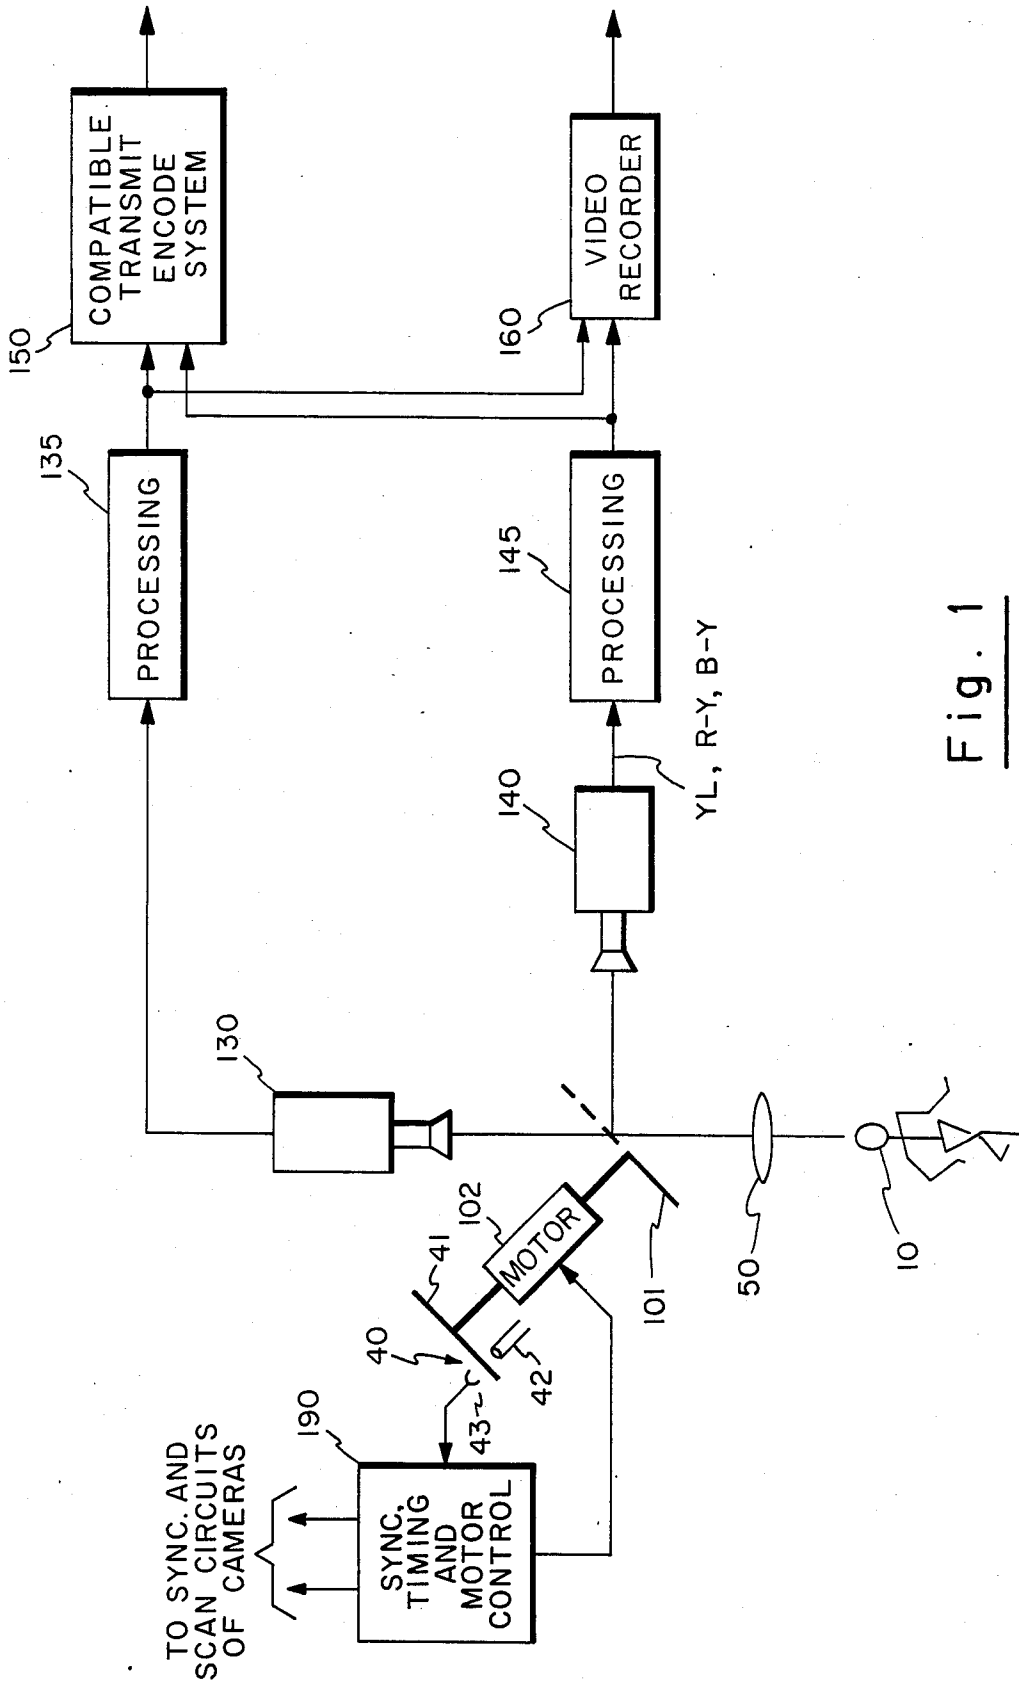 TO SYNC. AND
SCAN CIRCUITS
OF CAMERAS
190
SYNC,
TIMING
AND
MOTOR
CONTROL
43
40
41
42
102
MOTOR
101
50
10
130
140
YL, R-Y, B-Y
135
PROCESSING
145
PROCESSING
150
COMPATIBLE
TRANSMIT
ENCODE
SYSTEM
160
VIDEO
RECORDER
Fig. 1